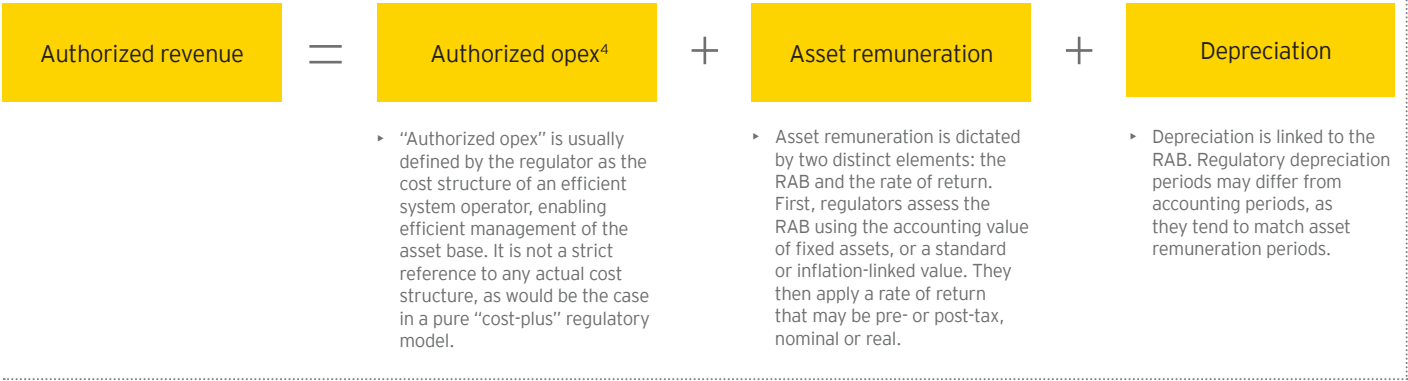 Authorized revenue = Authorized opex⁴ + Asset remuneration + Depreciation
‣ “Authorized opex” is usually
defined by the regulator as the
cost structure of an efficient
system operator, enabling
efficient management of the
asset base. It is not a strict
reference to any actual cost
structure, as would be the case
in a pure “cost-plus” regulatory
model.
‣ Asset remuneration is dictated
by two distinct elements: the
RAB and the rate of return.
First, regulators assess the
RAB using the accounting value
of fixed assets, or a standard
or inflation-linked value. They
then apply a rate of return
that may be pre- or post-tax,
nominal or real.
‣ Depreciation is linked to the
RAB. Regulatory depreciation
periods may differ from
accounting periods, as
they tend to match asset
remuneration periods.